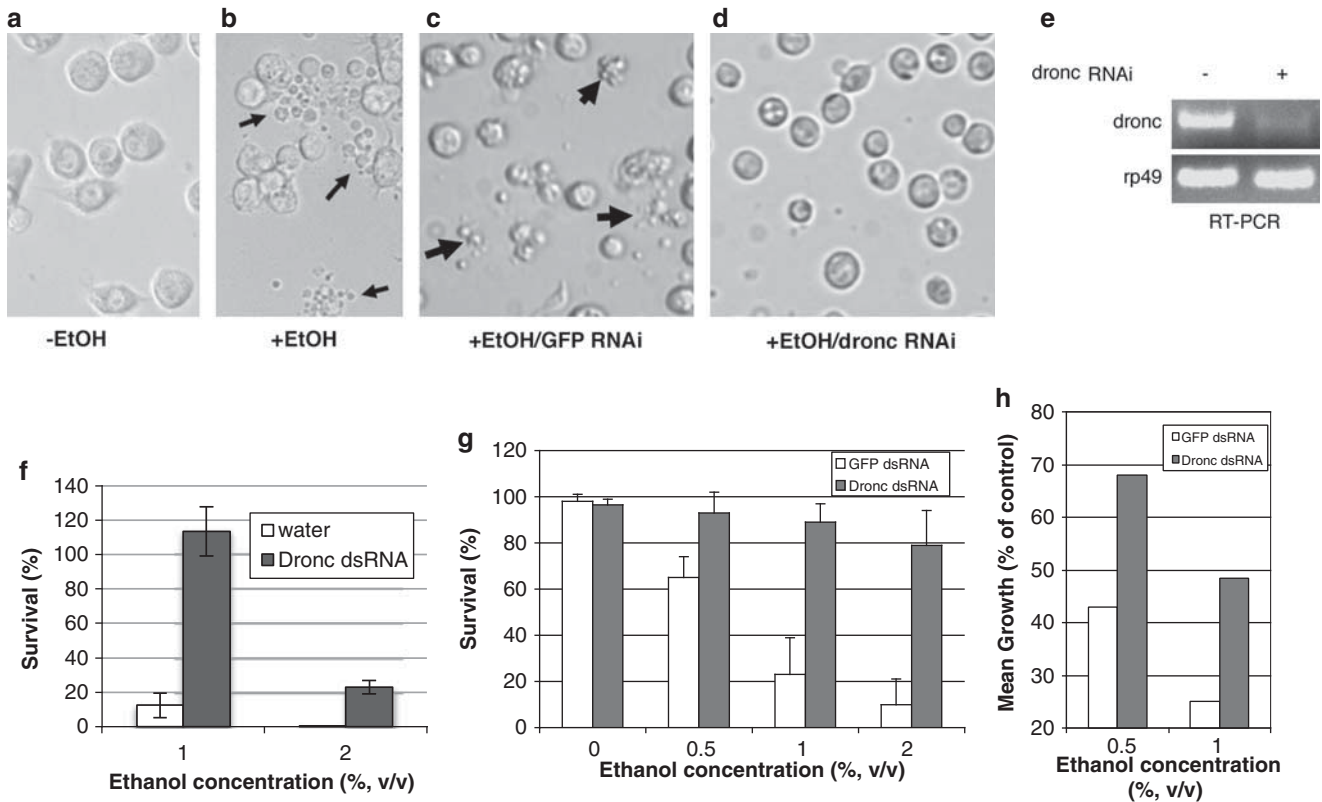 a
b
c
d
e
-EtOH
+EtOH
+EtOH/GFP RNAi
+EtOH/dronc RNAi
dronc RNAi - +
dronc
rp49
RT-PCR
f
140
120
100
80
60
40
20
0
Survival (%)
water
Dronc dsRNA
1 2
Ethanol concentration (%, v/v)
g
120
100
80
60
40
20
0
Survival (%)
GFP dsRNA
Dronc dsRNA
0 0.5 1 2
Ethanol concentration (%, v/v)
h
80
70
60
50
40
30
20
Mean Growth (% of control)
GFP dsRNA
Dronc dsRNA
0.5 1
Ethanol concentration
(%, v/v)